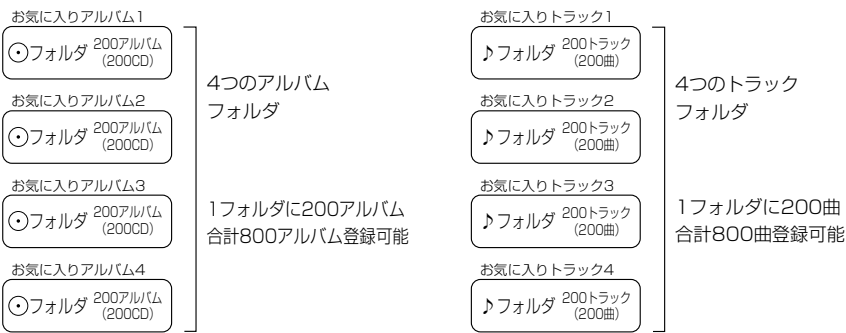 お気に入りアルバム1
フォルダ 200アルバム
(200CD)
お気に入りアルバム2
フォルダ 200アルバム
(200CD)
お気に入りアルバム3
フォルダ 200アルバム
(200CD)
お気に入りアルバム4
フォルダ 200アルバム
(200CD)
4つのアルバム
フォルダ
1フォルダに200アルバム
合計800アルバム登録可能
お気に入りトラック1
♪フォルダ 200トラック
(200曲)
お気に入りトラック2
♪フォルダ 200トラック
(200曲)
お気に入りトラック3
♪フォルダ 200トラック
(200曲)
お気に入りトラック4
♪フォルダ 200トラック
(200曲)
4つのトラック
フォルダ
1フォルダに200曲
合計800曲登録可能